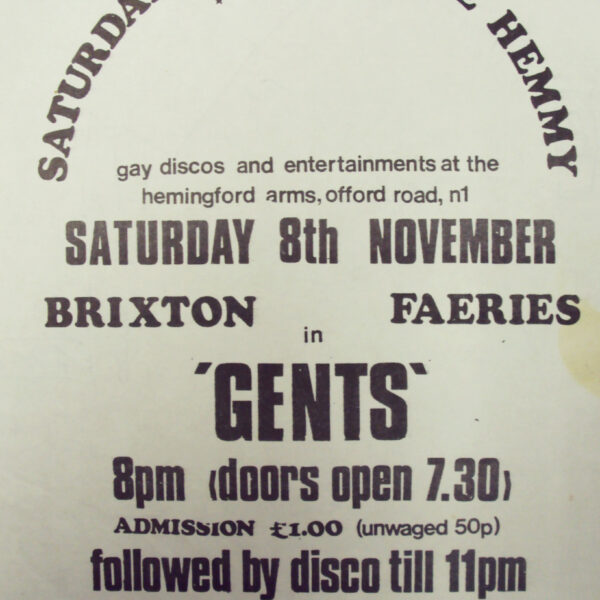 SATURDAY HEMMY
gay discos and entertainments at the
hemingford arms, offord road, n1
SATURDAY 8th NOVEMBER
BRIXTON FAERIES
in
'GENTS'
8pm (doors open 7.30)
ADMISSION £1.00 (unwaged 50p)
followed by disco till 11pm